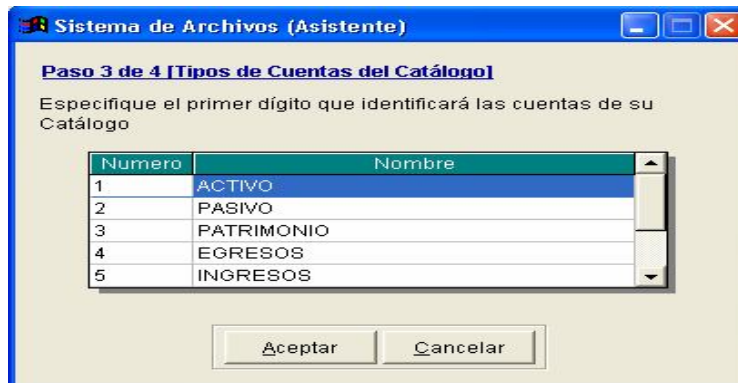 Sistema de Archivos (Asistente)
Paso 3 de 4 [Tipos de Cuentas del Catálogo]
Especifique el primer dígito que identificará las cuentas de su
Catálogo
Numero Nombre
1 ACTIVO
2 PASIVO
3 PATRIMONIO
4 EGRESOS
5 INGRESOS
Aceptar Cancelar